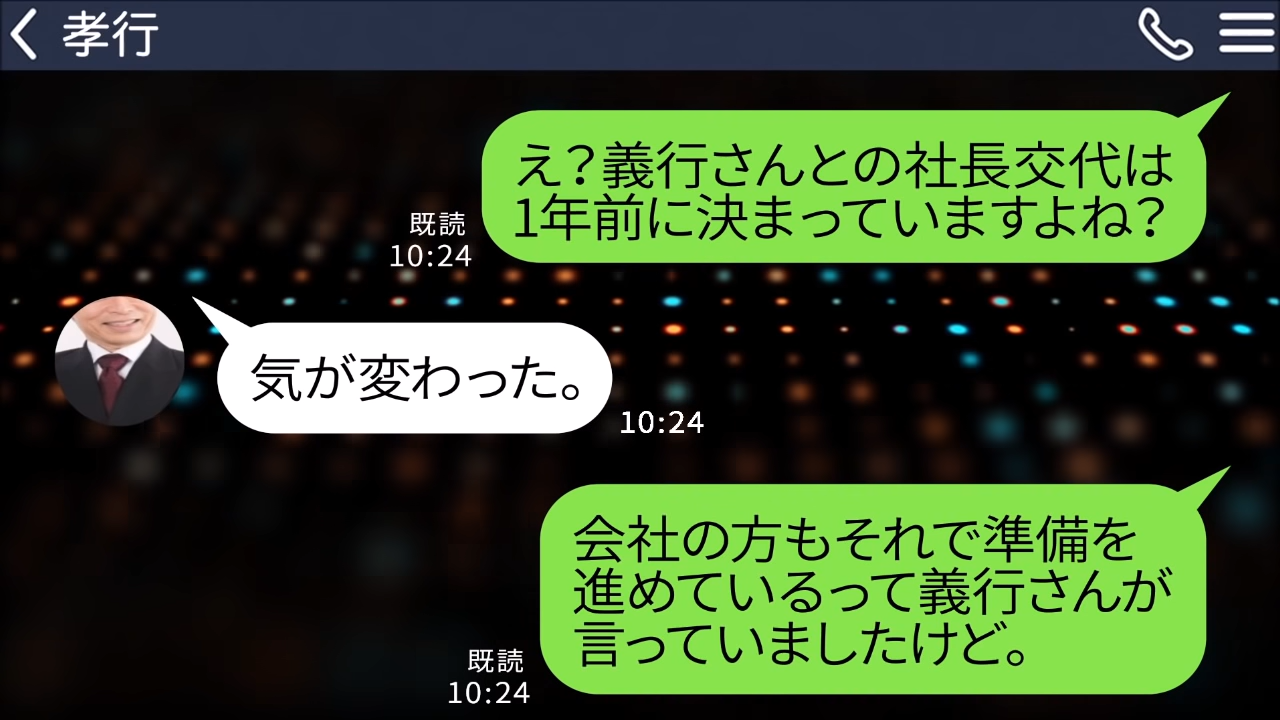 孝行
え?義行さんとの社長交代は
1年前に決まっていますよね?
既読
10:24
気が変わった。
10:24
会社の方もそれで準備を
進めているって義行さんが
言っていましたけど。
既読
10:24